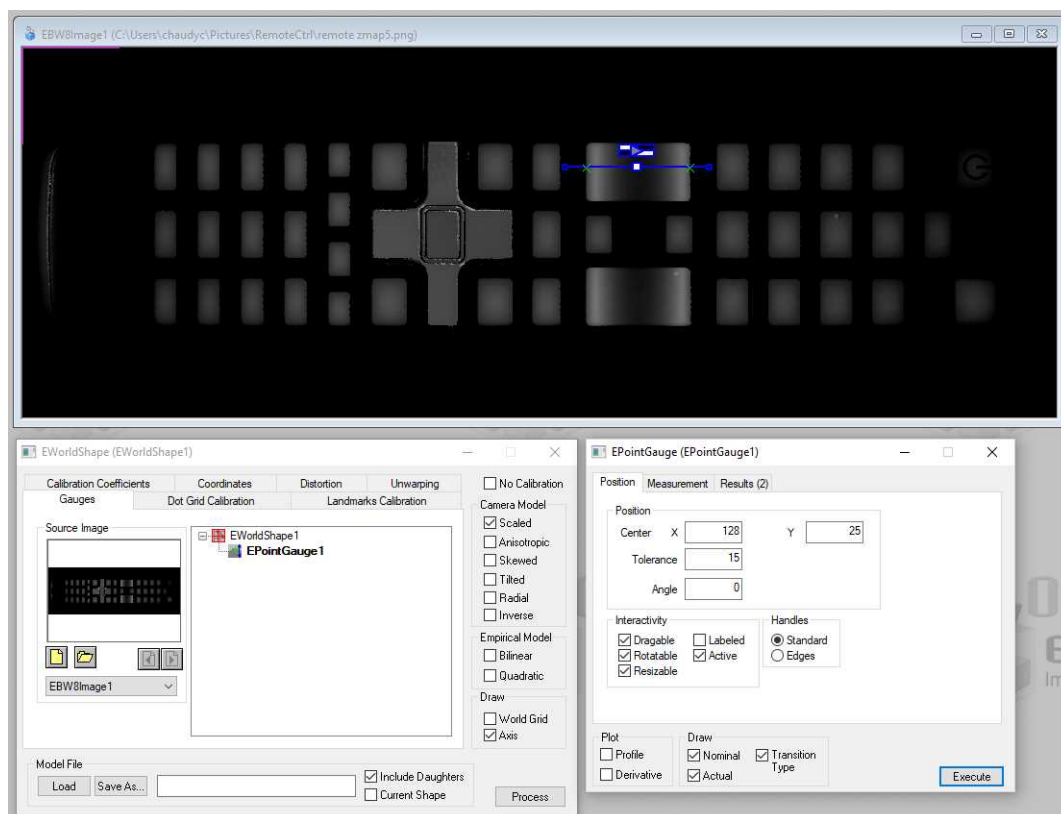 EBW8Image1 (C:\Users\chaudyc\Pictures\RemoteCtrl\remote zmap5.png)
EWorldShape (EWorldShape1)
Calibration Coefficients Coordinates Distortion Unwarping
Gauges Dot Grid Calibration Landmarks Calibration
Source Image
EBW8Image1
EWorldShape1
EPointGauge1
No Calibration
Camera Model
Scaled
Anisotropic
Skewed
Tilted
Radial
Inverse
Empirical Model
Bilinear
Quadratic
Draw
World Grid
Axis
Model File
Load Save As...
Include Daughters
Current Shape
Process
EPointGauge (EPointGauge1)
Position Measurement Results (2)
Position
Center X 128 Y 25
Tolerance 15
Angle 0
Interactivity
Dragable Labeled
Rotatable Active
Resizable
Handles
Standard
Edges
Plot
Profile
Derivative
Draw
Nominal Transition Type
Actual
Execute